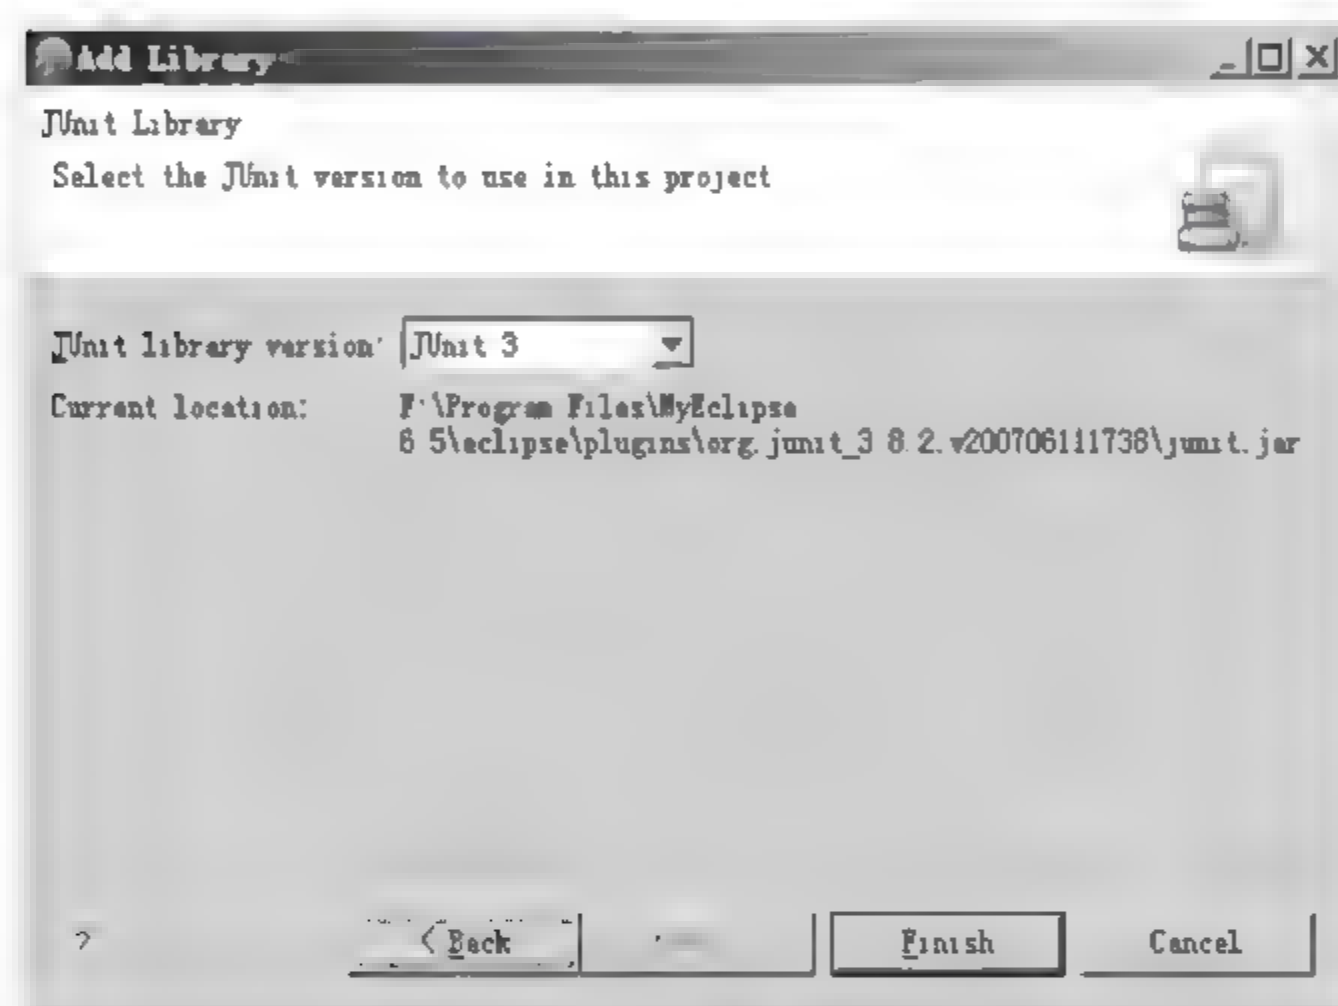 Add Library
JUnit Library
Select the JUnit version to use in this project
JUnit library version: JUnit 3
Current location: F:\Program Files\MyEclipse
6.5\eclipse\plugins\org.junit_3.8.2.v200706111738\junit.jar
? < Back Finish Cancel